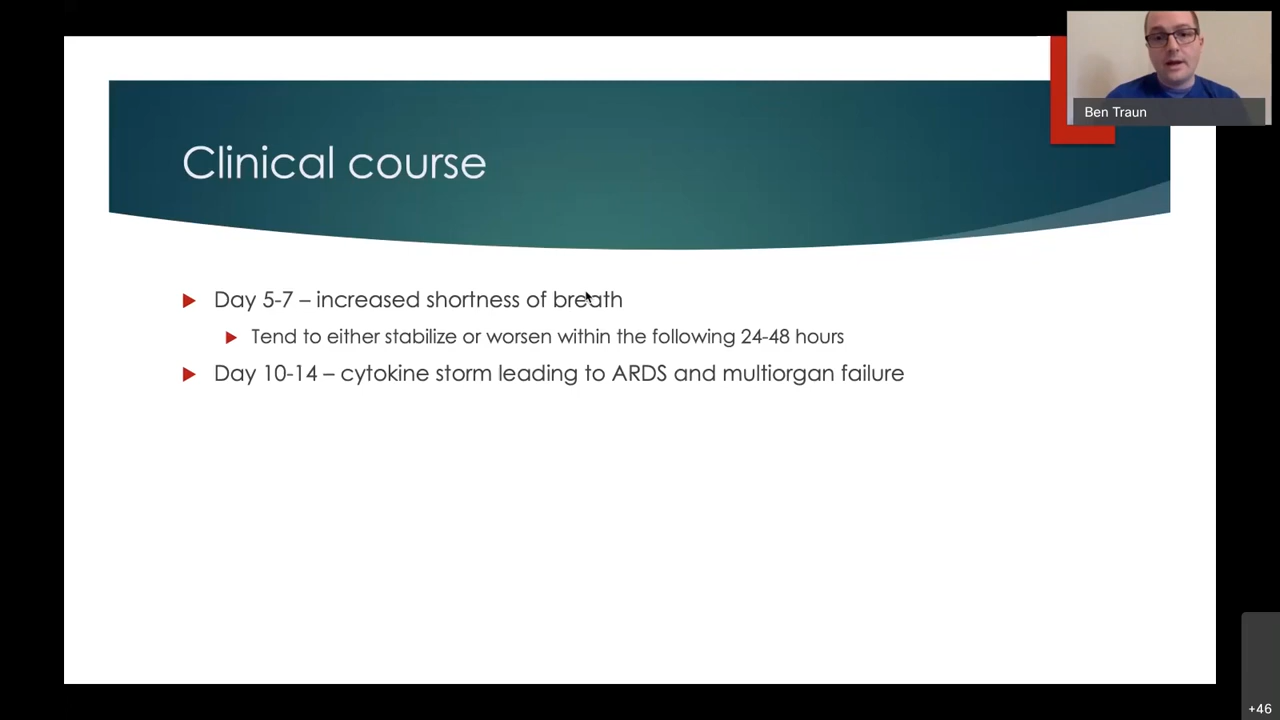 Ben Traun
Clinical course
Day 5-7 – increased shortness of breath
Tend to either stabilize or worsen within the following 24-48 hours
Day 10-14 – cytokine storm leading to ARDS and multiorgan failure
+46